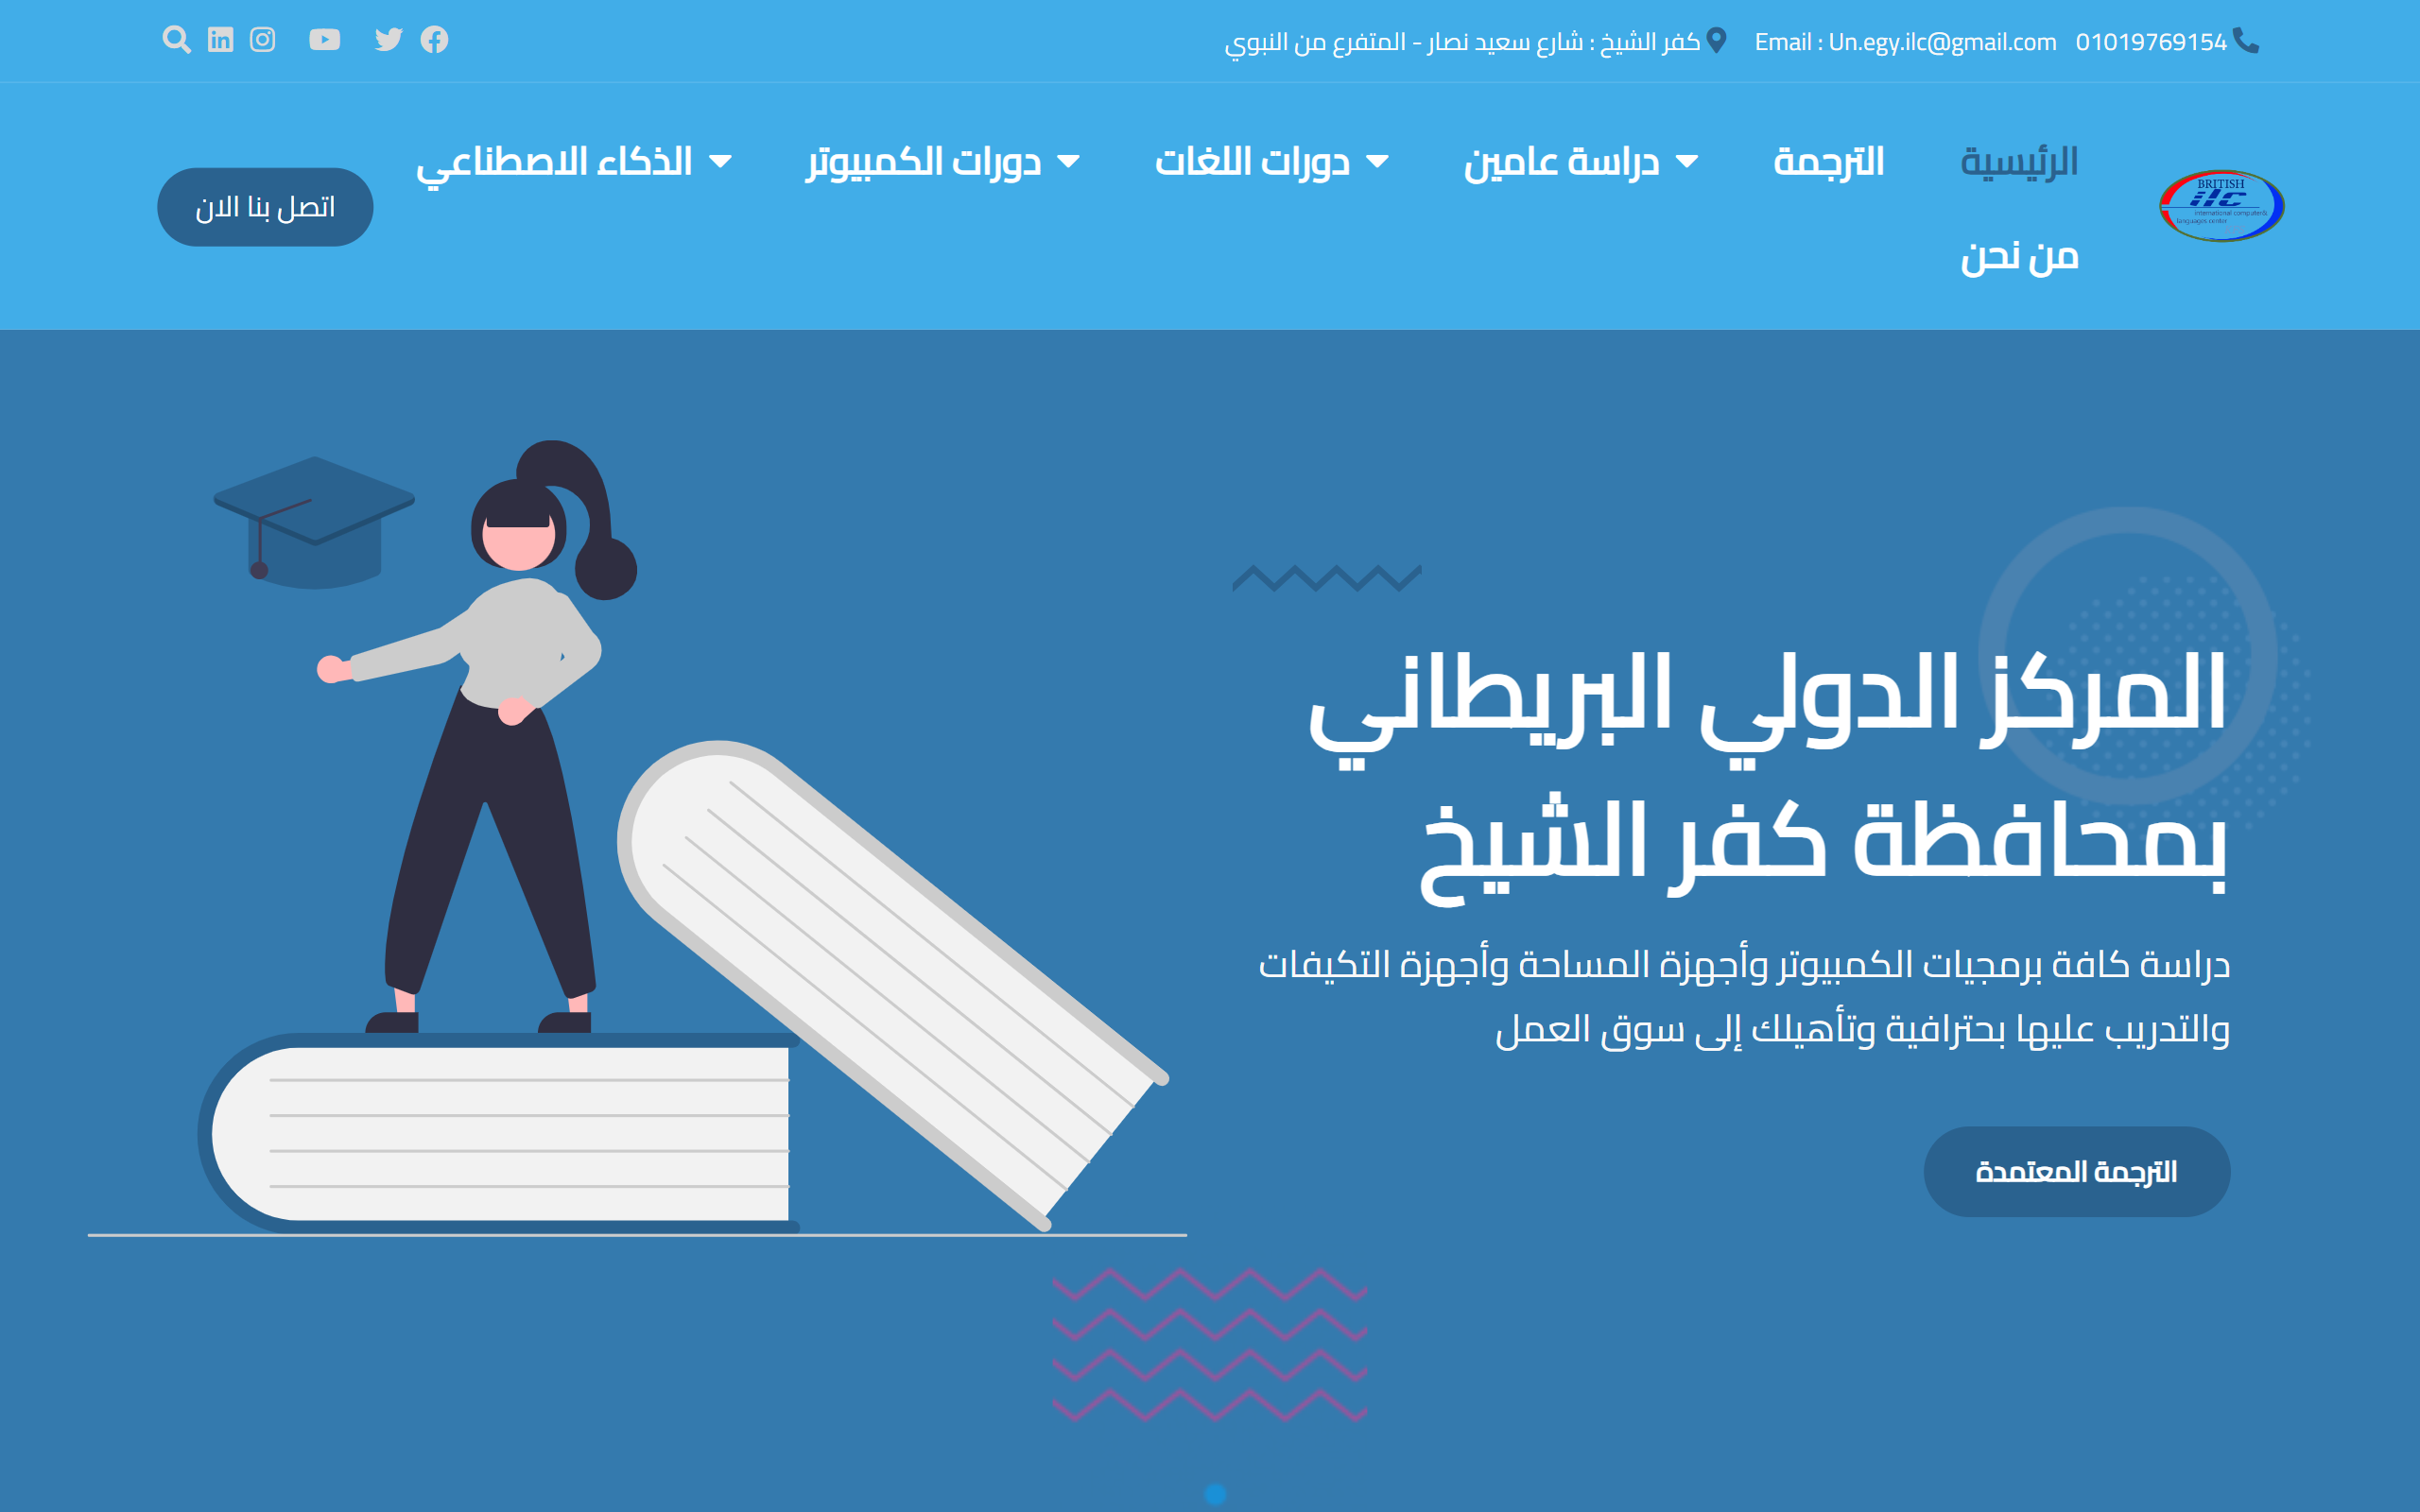 01019769154
Email : Un.egy.ilc@gmail.com
كفر الشيخ : شارع سعيد نصار - المتفرع من النبوي
BRITISH
ilc
international computer&
languages center
الرئيسية
الترجمة
دراسة عامين
دورات اللغات
دورات الكمبيوتر
الذكاء الاصطناعي
من نحن
اتصل بنا الان
المركز الدولي البريطاني
بمحافظة كفر الشيخ
دراسة كافة برمجيات الكمبيوتر وأجهزة المساحة وأجهزة التكيفات
والتدريب عليها بحترافية وتأهيلك إلى سوق العمل
الترجمة المعتمدة